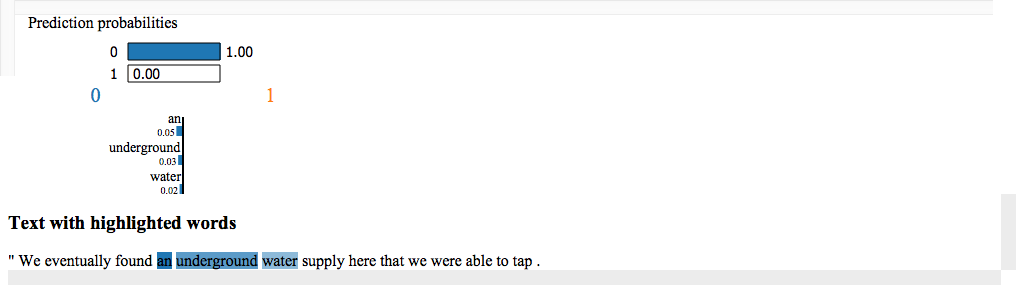 Prediction probabilities
0 1.00
1 0.00
0 1
an
0.05
underground
0.03
water
0.02
Text with highlighted words
" We eventually found an underground water supply here that we were able to tap .